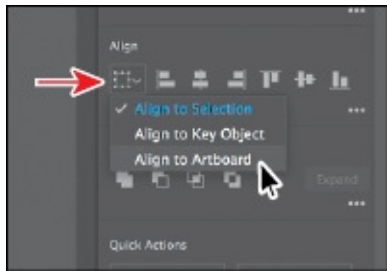 Align
Align to Selection
Align to Key Object
Align to Artboard
Expand
Quick Actions